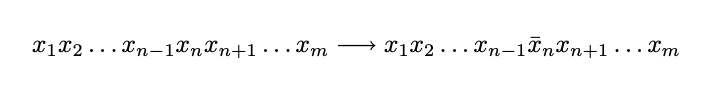 x₁x₂ … xₙ₋₁xₙxₙ₊₁ … xₘ ⟶ x₁x₂ … xₙ₋₁x̄ₙxₙ₊₁ … xₘ